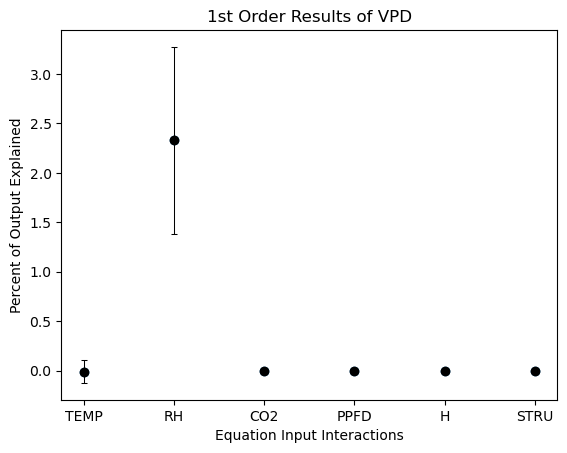 1st Order Results of VPD
Percent of Output Explained
3.0
2.5
2.0
1.5
1.0
0.5
0.0
TEMP RH CO2 PPFD H STRU
Equation Input Interactions